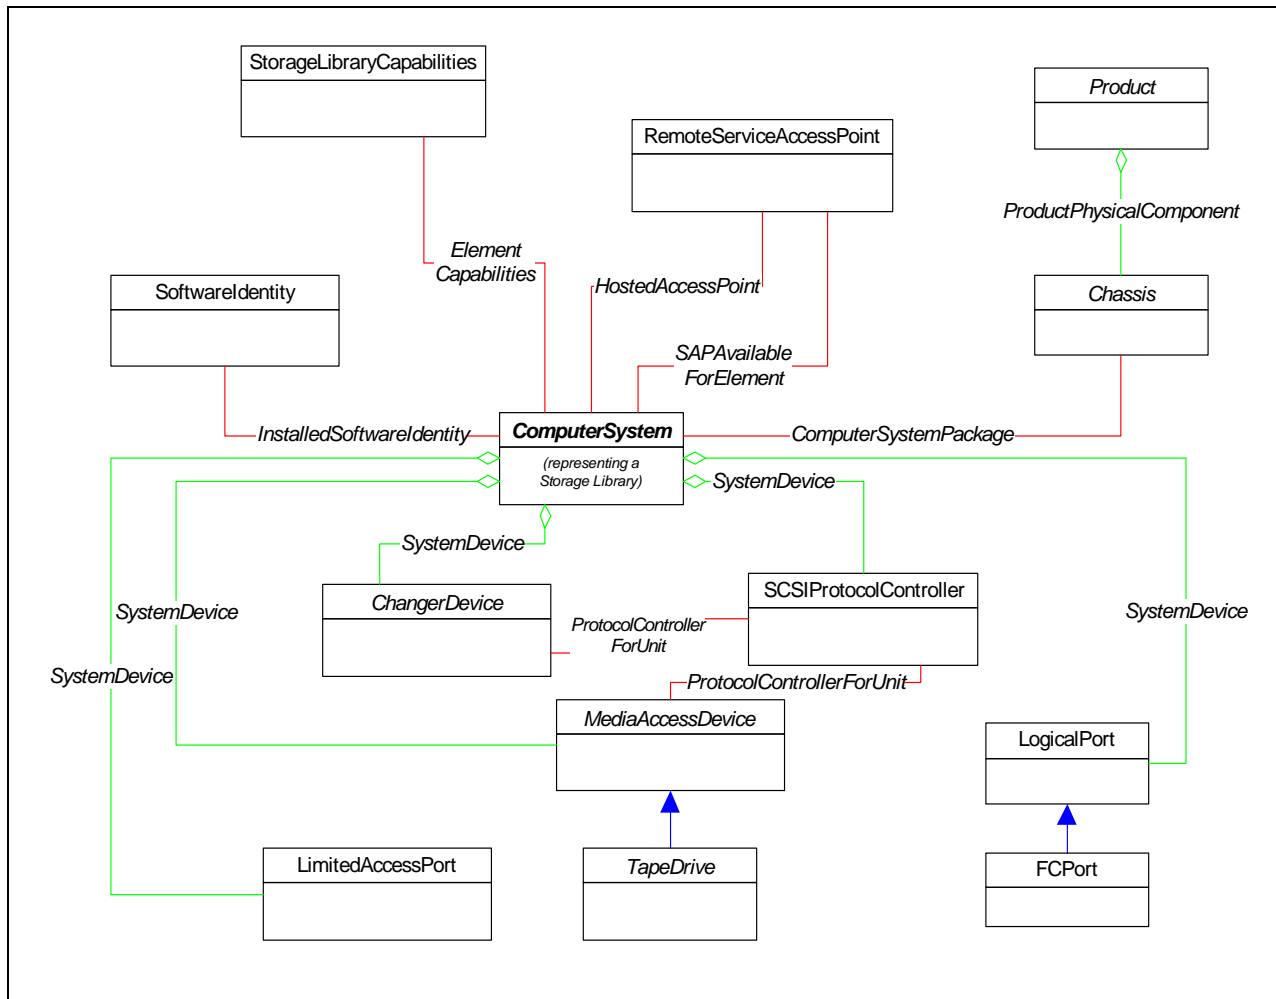 StorageLibraryCapabilities
Product
RemoteServiceAccessPoint
ProductPhysicalComponent
Element
Capabilities
SoftwareIdentity
HostedAccessPoint
Chassis
SAPAvailable
ForElement
InstalledSoftwareIdentity
ComputerSystem
ComputerSystemPackage
(representing a
Storage Library)
SystemDevice
SystemDevice
ChangerDevice
SCSIProtocolController
SystemDevice
SystemDevice
ProtocolController
ForUnit
SystemDevice
ProtocolControllerForUnit
MediaAccessDevice
LogicalPort
LimitedAccessPort
TapeDrive
FCPort